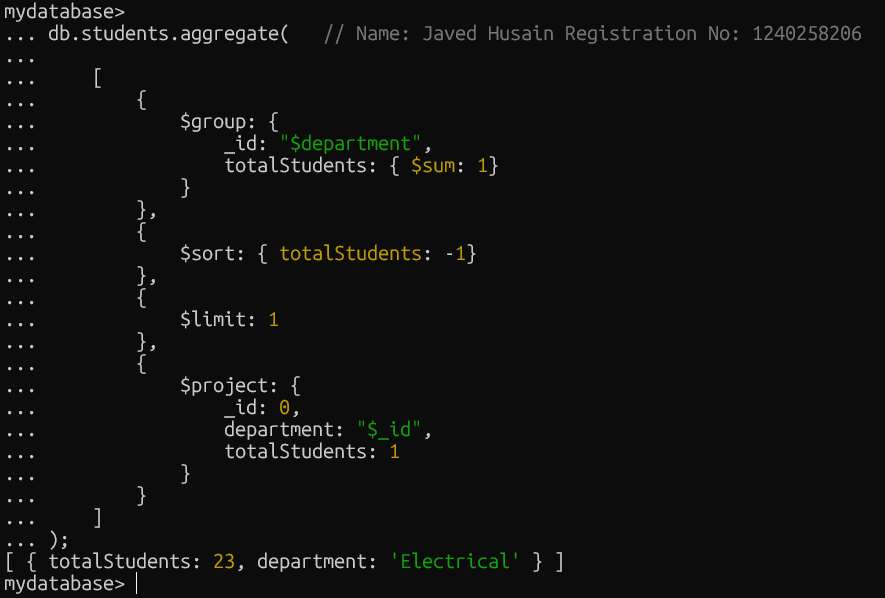 mydatabase>
... db.students.aggregate(   // Name: Javed Husain Registration No: 1240258206
...
...     [
...         {
...             $group: {
...                 _id: "$department",
...                 totalStudents: { $sum: 1}
...             }
...         },
...         {
...             $sort: { totalStudents: -1}
...         },
...         {
...             $limit: 1
...         },
...         {
...             $project: {
...                 _id: 0,
...                 department: "$_id",
...                 totalStudents: 1
...             }
...         }
...     ]
... );
[ { totalStudents: 23, department: 'Electrical' } ]
mydatabase>